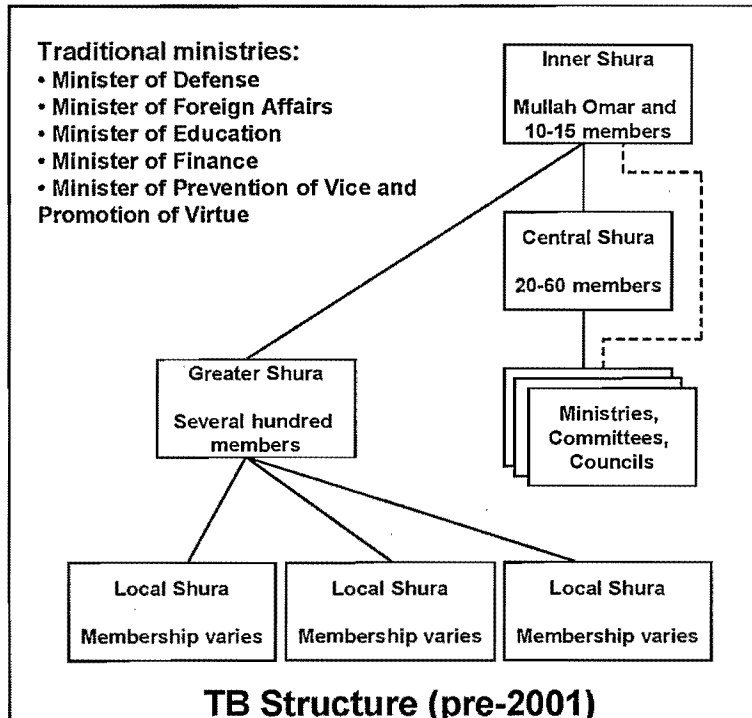 Traditional ministries:
• Minister of Defense
• Minister of Foreign Affairs
• Minister of Education
• Minister of Finance
• Minister of Prevention of Vice and
Promotion of Virtue
Inner Shura
Mullah Omar and
10-15 members
Central Shura
20-60 members
Greater Shura
Several hundred
members
Ministries,
Committees,
Councils
Local Shura
Membership varies
Local Shura
Membership varies
Local Shura
Membership varies
TB Structure (pre-2001)